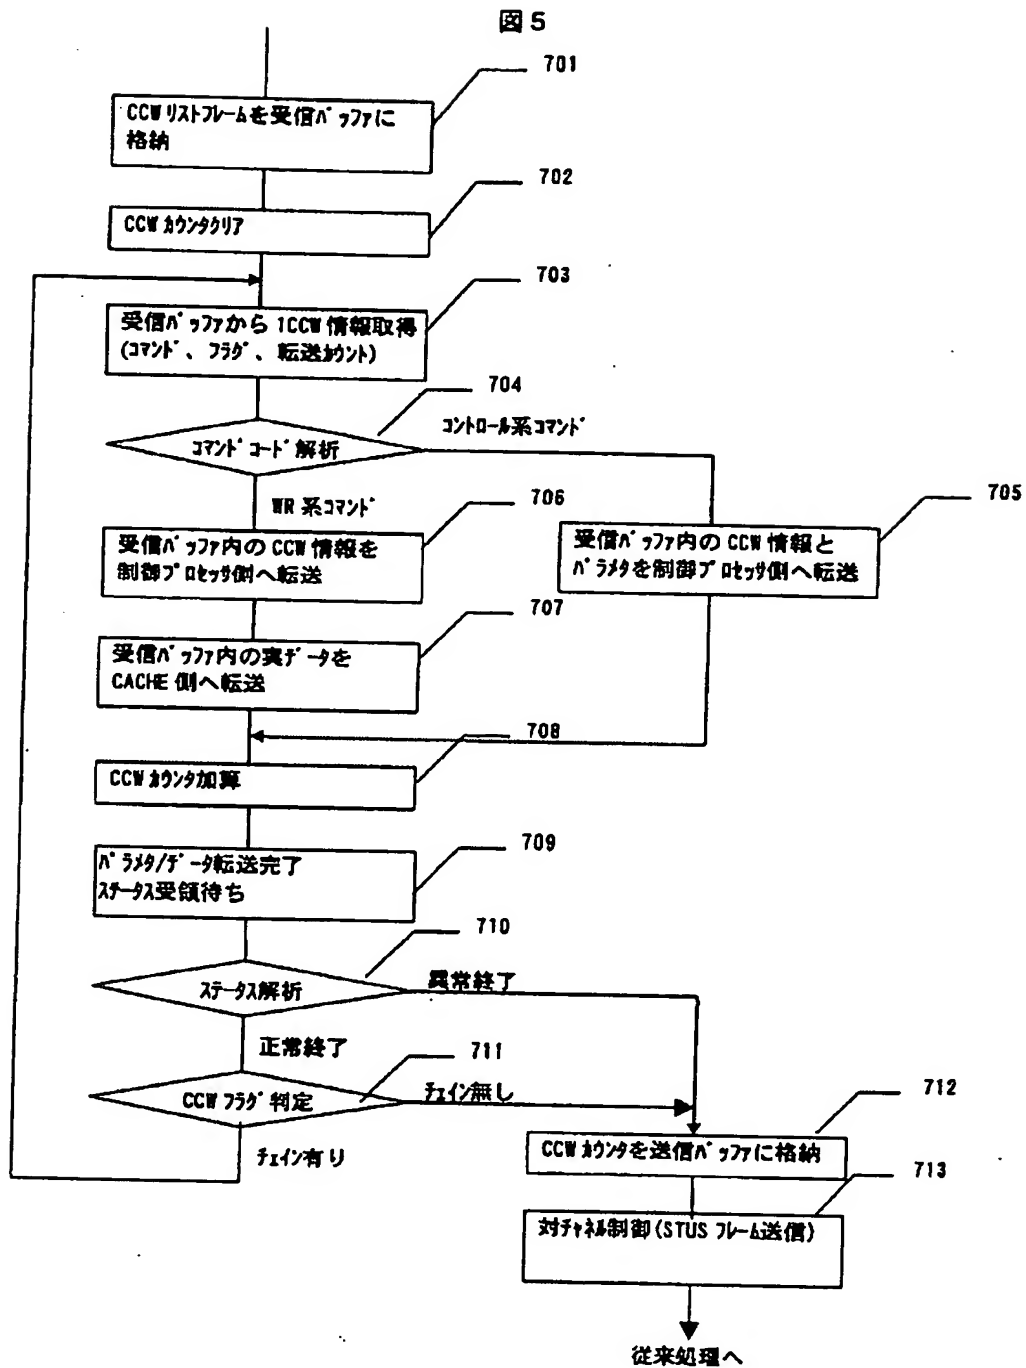 図5
701
CCWリストフレームを受信バッファに
格納
702
CCWカウンタクリア
703
受信バッファから1CCW情報取得
(コマンド、フラグ、転送カウント)
704
コマンドコード解析
コントロール系コマンド
705
WR系コマンド
706
受信バッファ内のCCW情報を
制御プロセッサ側へ転送
受信バッファ内のCCW情報と
パラメタを制御プロセッサ側へ転送
707
受信バッファ内の実データを
CACHE側へ転送
708
CCWカウンタ加算
709
パラメタ/データ転送完了
ステータス受領待ち
710
ステータス解析
異常終了
正常終了
711
CCWフラグ判定
チェイン無し
712
チェイン有り
CCWカウンタを送信バッファに格納
713
対チャネル制御(STUSフレーム送信)
従来処理へ